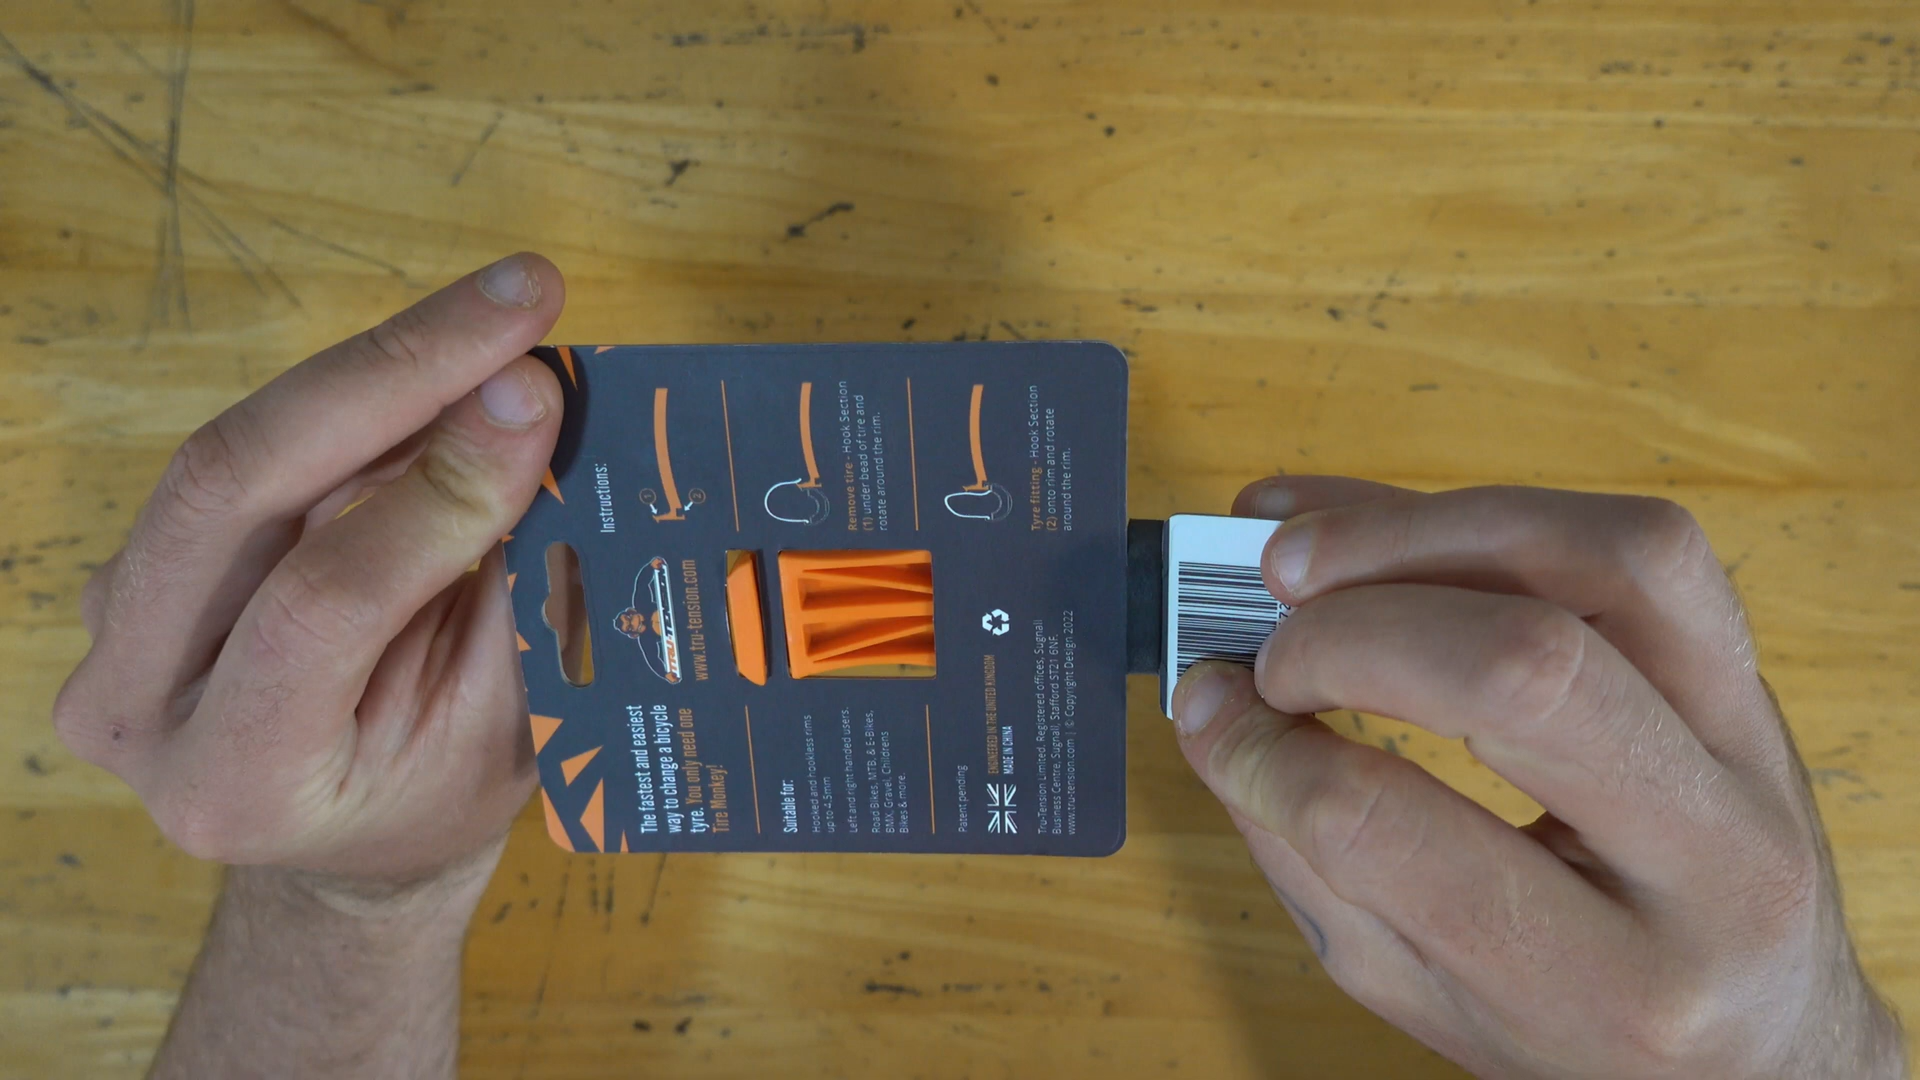 The fastest and easiest
way to change a bicycle
tyre. You only need one
Tire Monkey!
www.tru-tension.com
Instructions:
1
2
Remove tire - Hook Section
(1) under bead of tire and
rotate around the rim.
Tyre fitting - Hook Section
(2) onto rim and rotate
around the rim.
Suitable for:
Hooked and hookless rims
up to 4.5mm
Left and right handed users.
Road Bikes, MTB, & E-Bikes,
BMX, Gravel, Childrens
Bikes & more.
Patent pending
ENGINEERED IN THE UNITED KINGDOM
MADE IN CHINA
Tru-Tension Limited, Registered offices, Sugnall
Business Centre, Sugnall, Stafford ST21 6NF.
www.tru-tension.com | © Copyright Design 2022